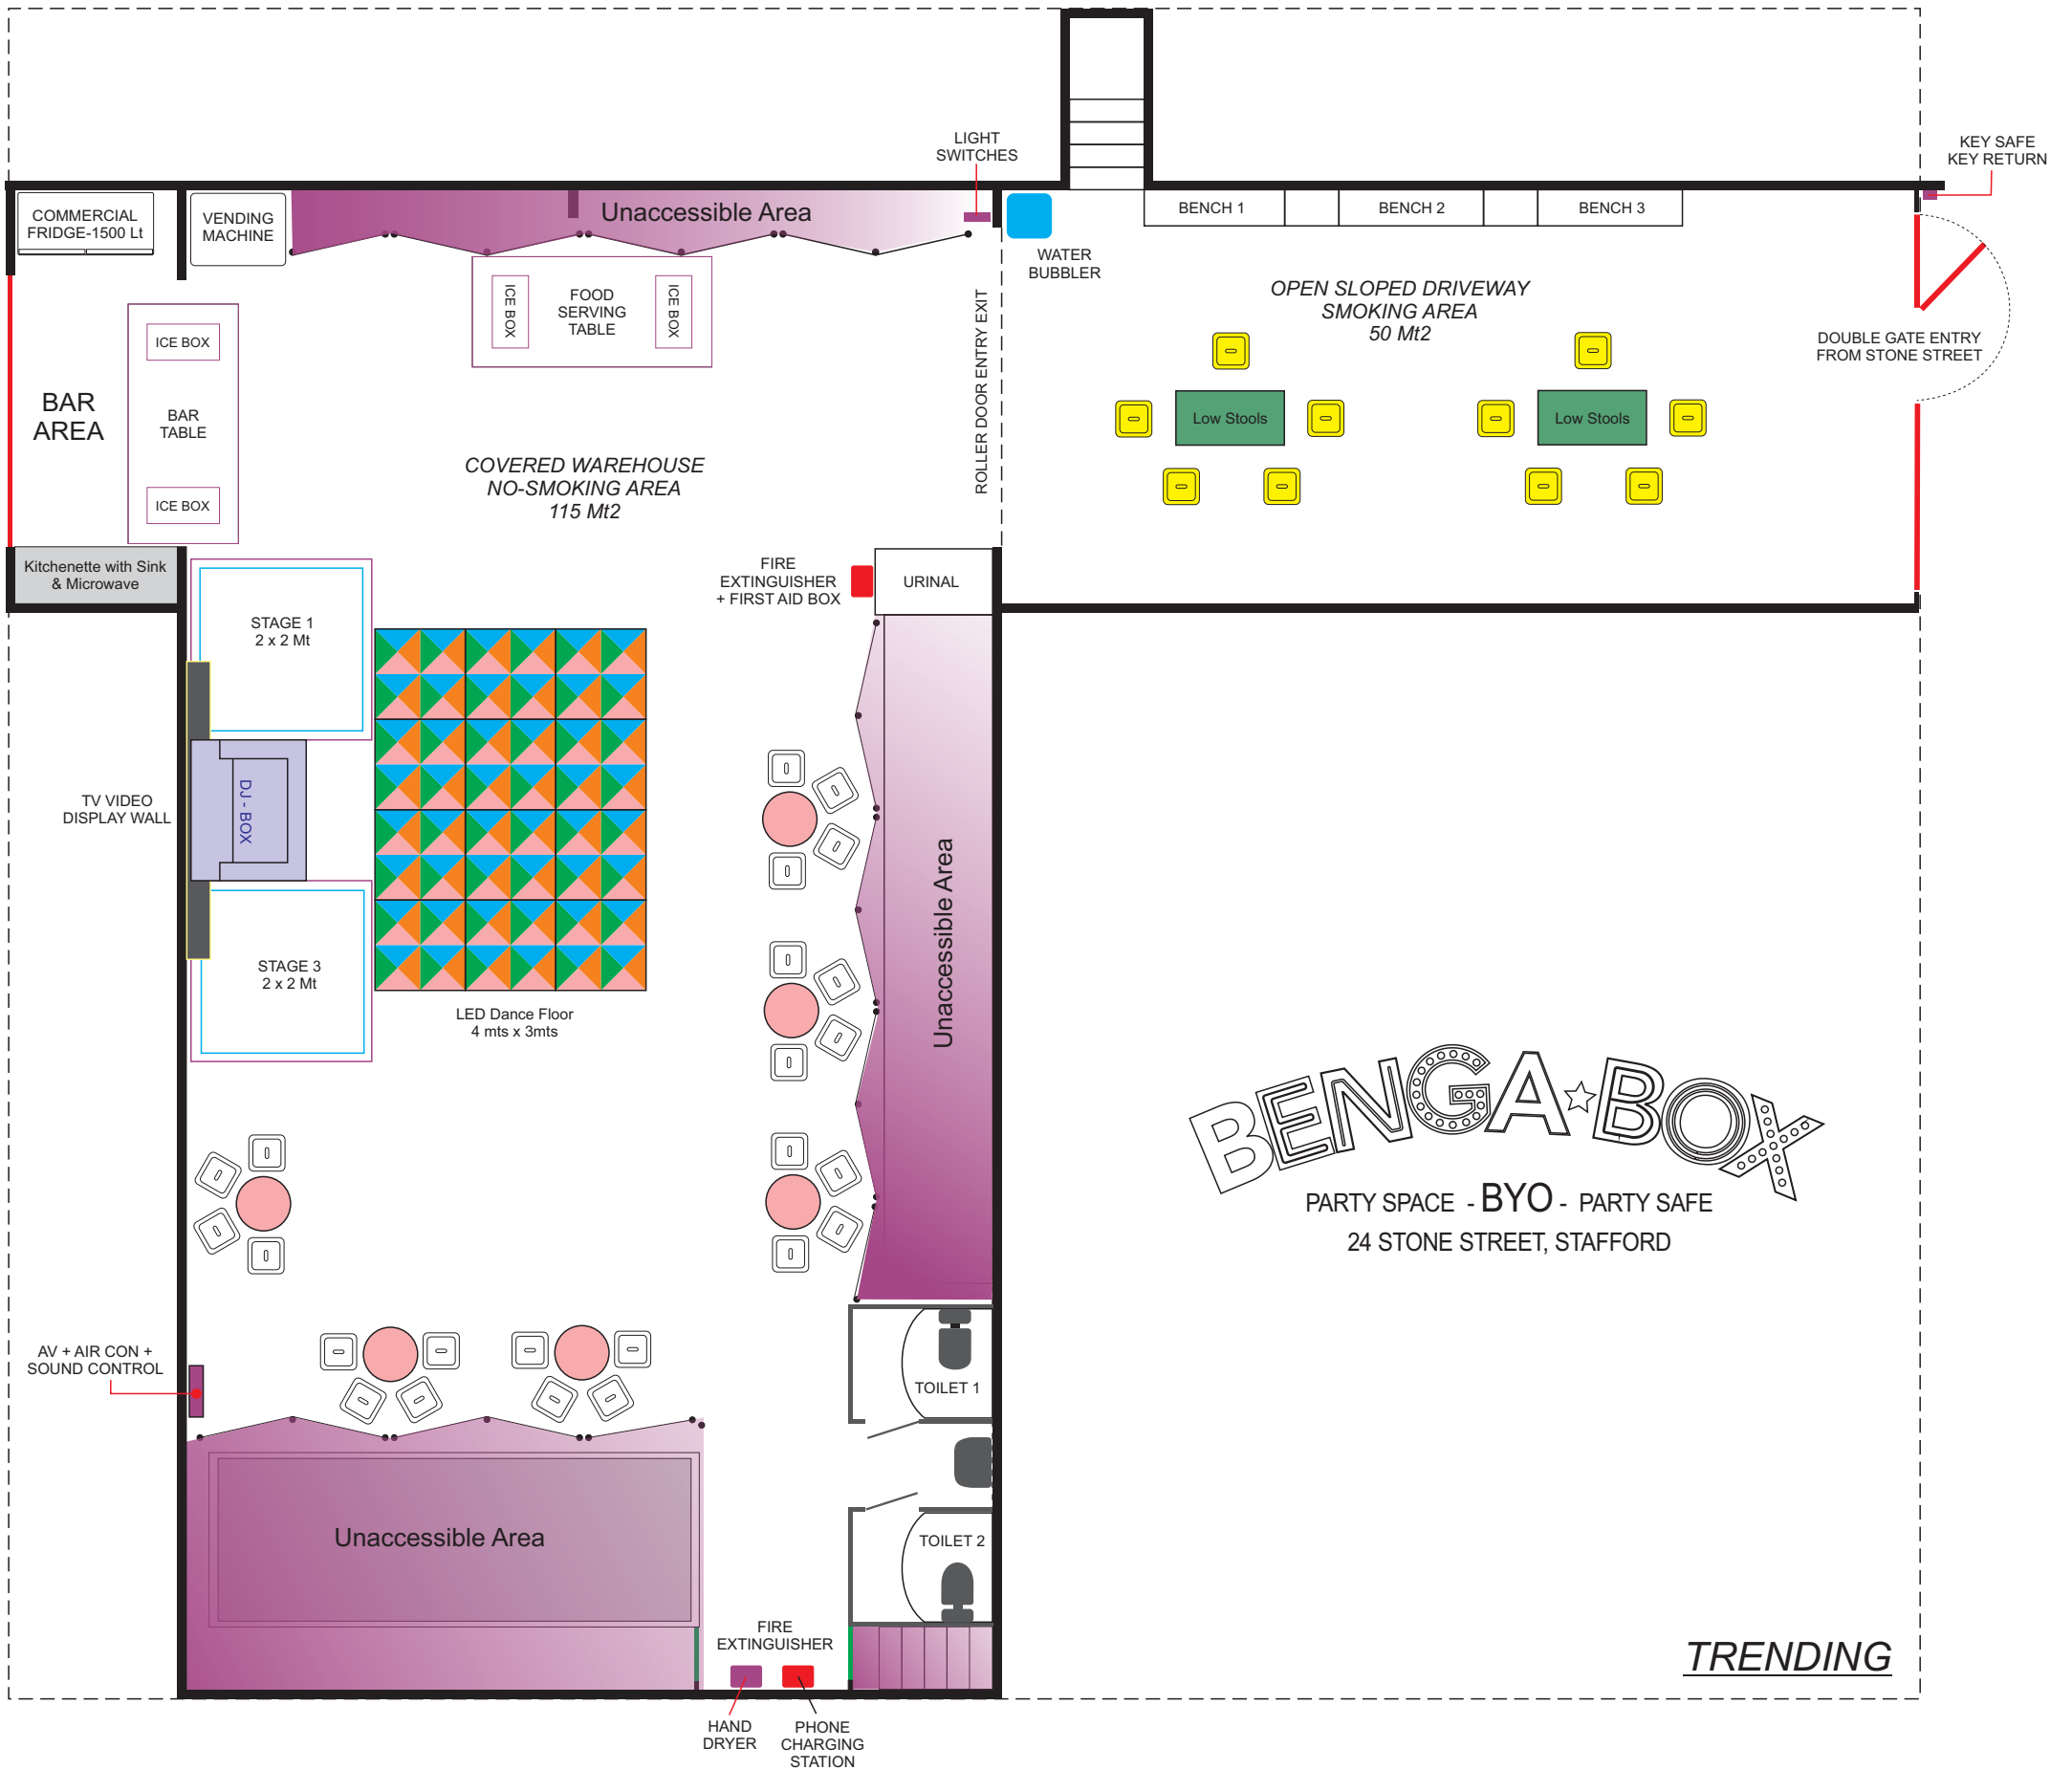 LIGHT
SWITCHES
KEY SAFE
KEY RETURN
COMMERCIAL
FRIDGE-1500 Lt
VENDING
MACHINE
Unaccessible Area
BENCH 1
BENCH 2
BENCH 3
WATER
BUBBLER
ICE BOX
FOOD
SERVING
TABLE
ICE BOX
ROLLER DOOR ENTRY EXIT
OPEN SLOPED DRIVEWAY
SMOKING AREA
50 Mt2
DOUBLE GATE ENTRY
FROM STONE STREET
ICE BOX
BAR
AREA
BAR
TABLE
ICE BOX
Low Stools
Low Stools
COVERED WAREHOUSE
NO-SMOKING AREA
115 Mt2
Kitchenette with Sink
& Microwave
FIRE
EXTINGUISHER
+ FIRST AID BOX
URINAL
STAGE 1
2 x 2 Mt
TV VIDEO
DISPLAY WALL
DJ - BOX
STAGE 3
2 x 2 Mt
LED Dance Floor
4 mts x 3mts
Unaccessible Area
BENGA BOX
PARTY SPACE - BYO - PARTY SAFE
24 STONE STREET, STAFFORD
AV + AIR CON +
SOUND CONTROL
TOILET 1
Unaccessible Area
TOILET 2
FIRE
EXTINGUISHER
HAND
DRYER
PHONE
CHARGING
STATION
TRENDING